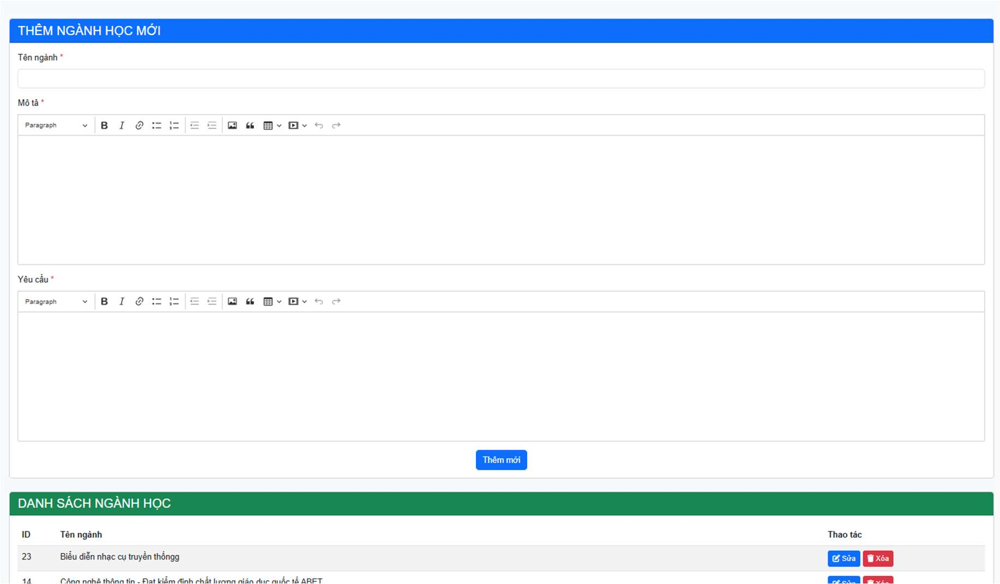 THÊM NGÀNH HỌC MỚI
Tên ngành *
Mô tả *
Paragraph
Yêu cầu *
Paragraph
Thêm mới
DANH SÁCH NGÀNH HỌC
ID Tên ngành Thao tác
23 Biểu diễn nhạc cụ truyền thốngg Sửa Xóa
14 Công nghệ thông tin - Đạt kiểm định chất lượng giáo dục quốc tế ABET Sửa Xóa